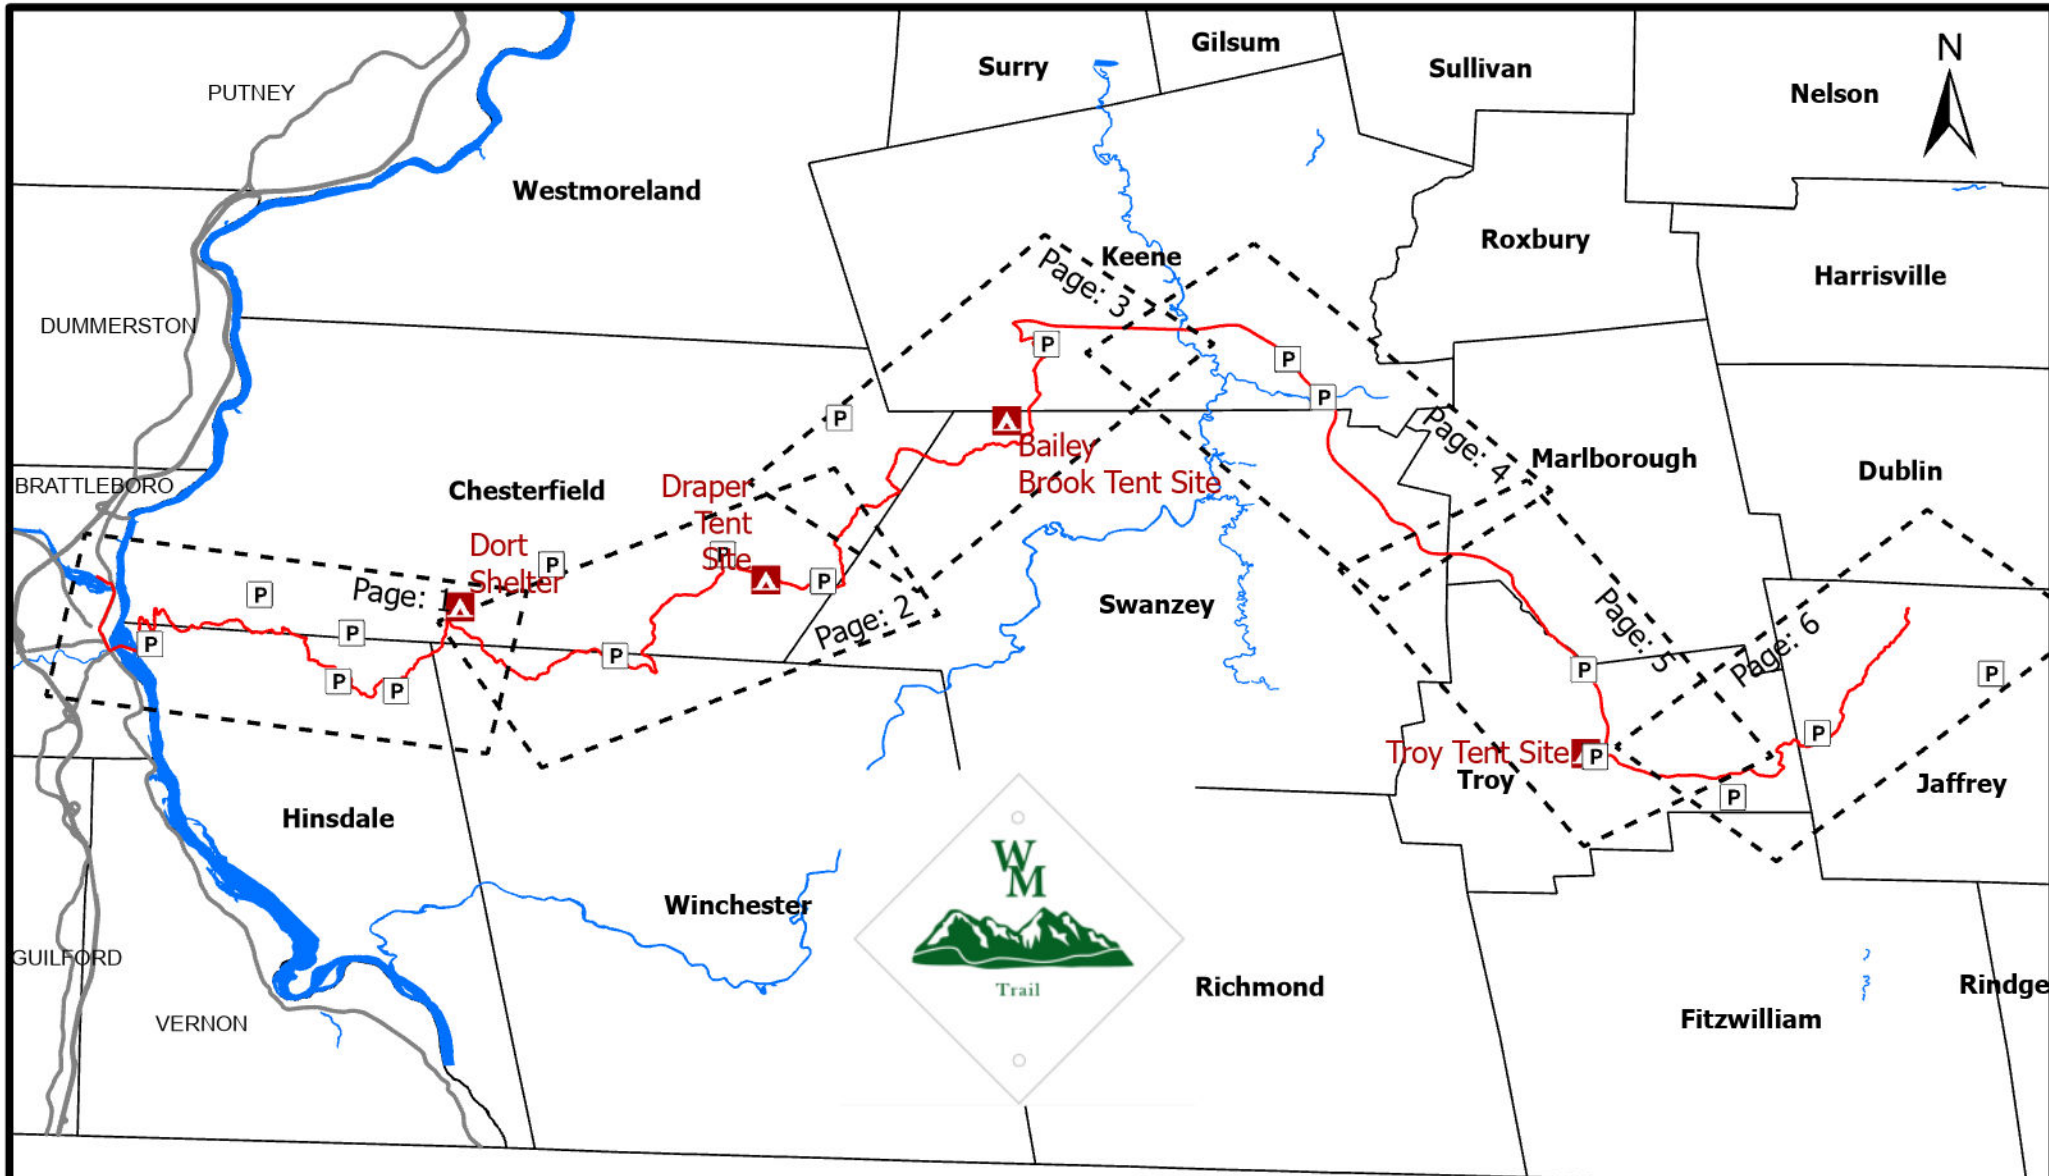 Gilsum
Surry
Sullivan
N
PUTNEY
Nelson
Westmoreland
Roxbury
Keene
Harrisville
Page: 3
DUMMERSTON
P
P
P
P
Page: 4
Bailey
Brook Tent Site
Marlborough
Dublin
BRATTLEBORO
Chesterfield
Draper
Tent
Site
P
Dort
Shelter
P
P
P
Page: 1
Page: 2
Swanzey
Page: 5
Page: 6
P
P
P
P
P
P
P
P
P
Troy Tent Site
P
Troy
Jaffrey
P
Hinsdale
W
M
Trail
Winchester
GUILFORD
Richmond
Rindge
VERNON
Fitzwilliam